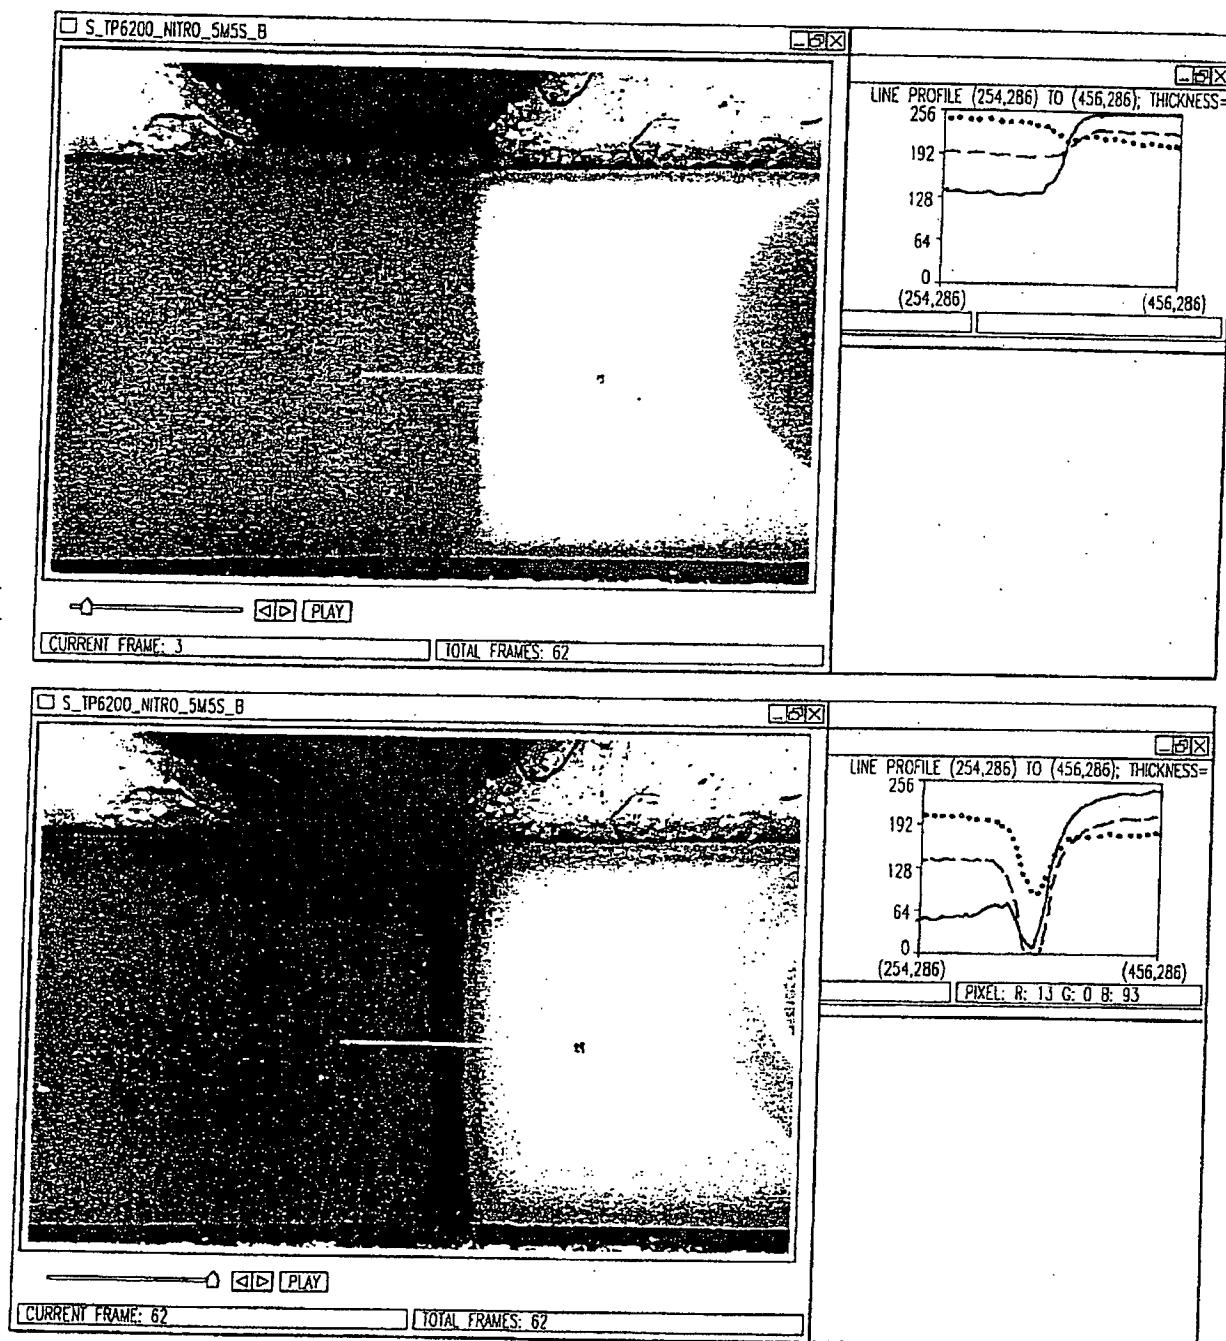 S_TP6200_NITRO_5M5S_B
LINE PROFILE (254,286) TO (456,286); THICKNESS=
256
192
128
64
0
(254,286) (456,286)
PLAY
CURRENT FRAME: 3 TOTAL FRAMES: 62
S_TP6200_NITRO_5M5S_B
LINE PROFILE (254,286) TO (456,286); THICKNESS=
256
192
128
64
0
(254,286) (456,286)
PIXEL: R: 13 G: 0 B: 93
PLAY
CURRENT FRAME: 62 TOTAL FRAMES: 62